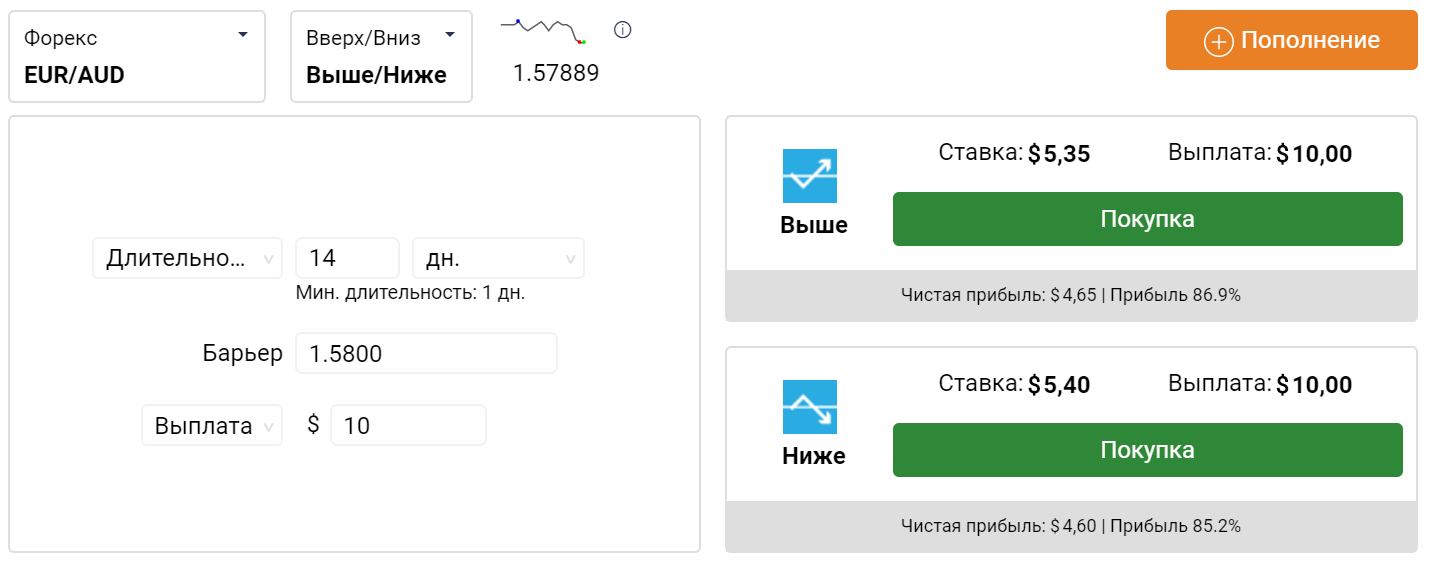 Форекс
EUR/AUD
Вверх/Вниз
Выше/Ниже
1.57889
Пополнение
Длительно...
14
дн.
Мин. длительность: 1 дн.
Барьер
1.5800
Выплата
$
10
Ставка: $5,35
Выплата: $10,00
Выше
Покупка
Чистая прибыль: $4,65 | Прибыль 86.9%
Ставка: $5,40
Выплата: $10,00
Ниже
Покупка
Чистая прибыль: $4,60 | Прибыль 85.2%